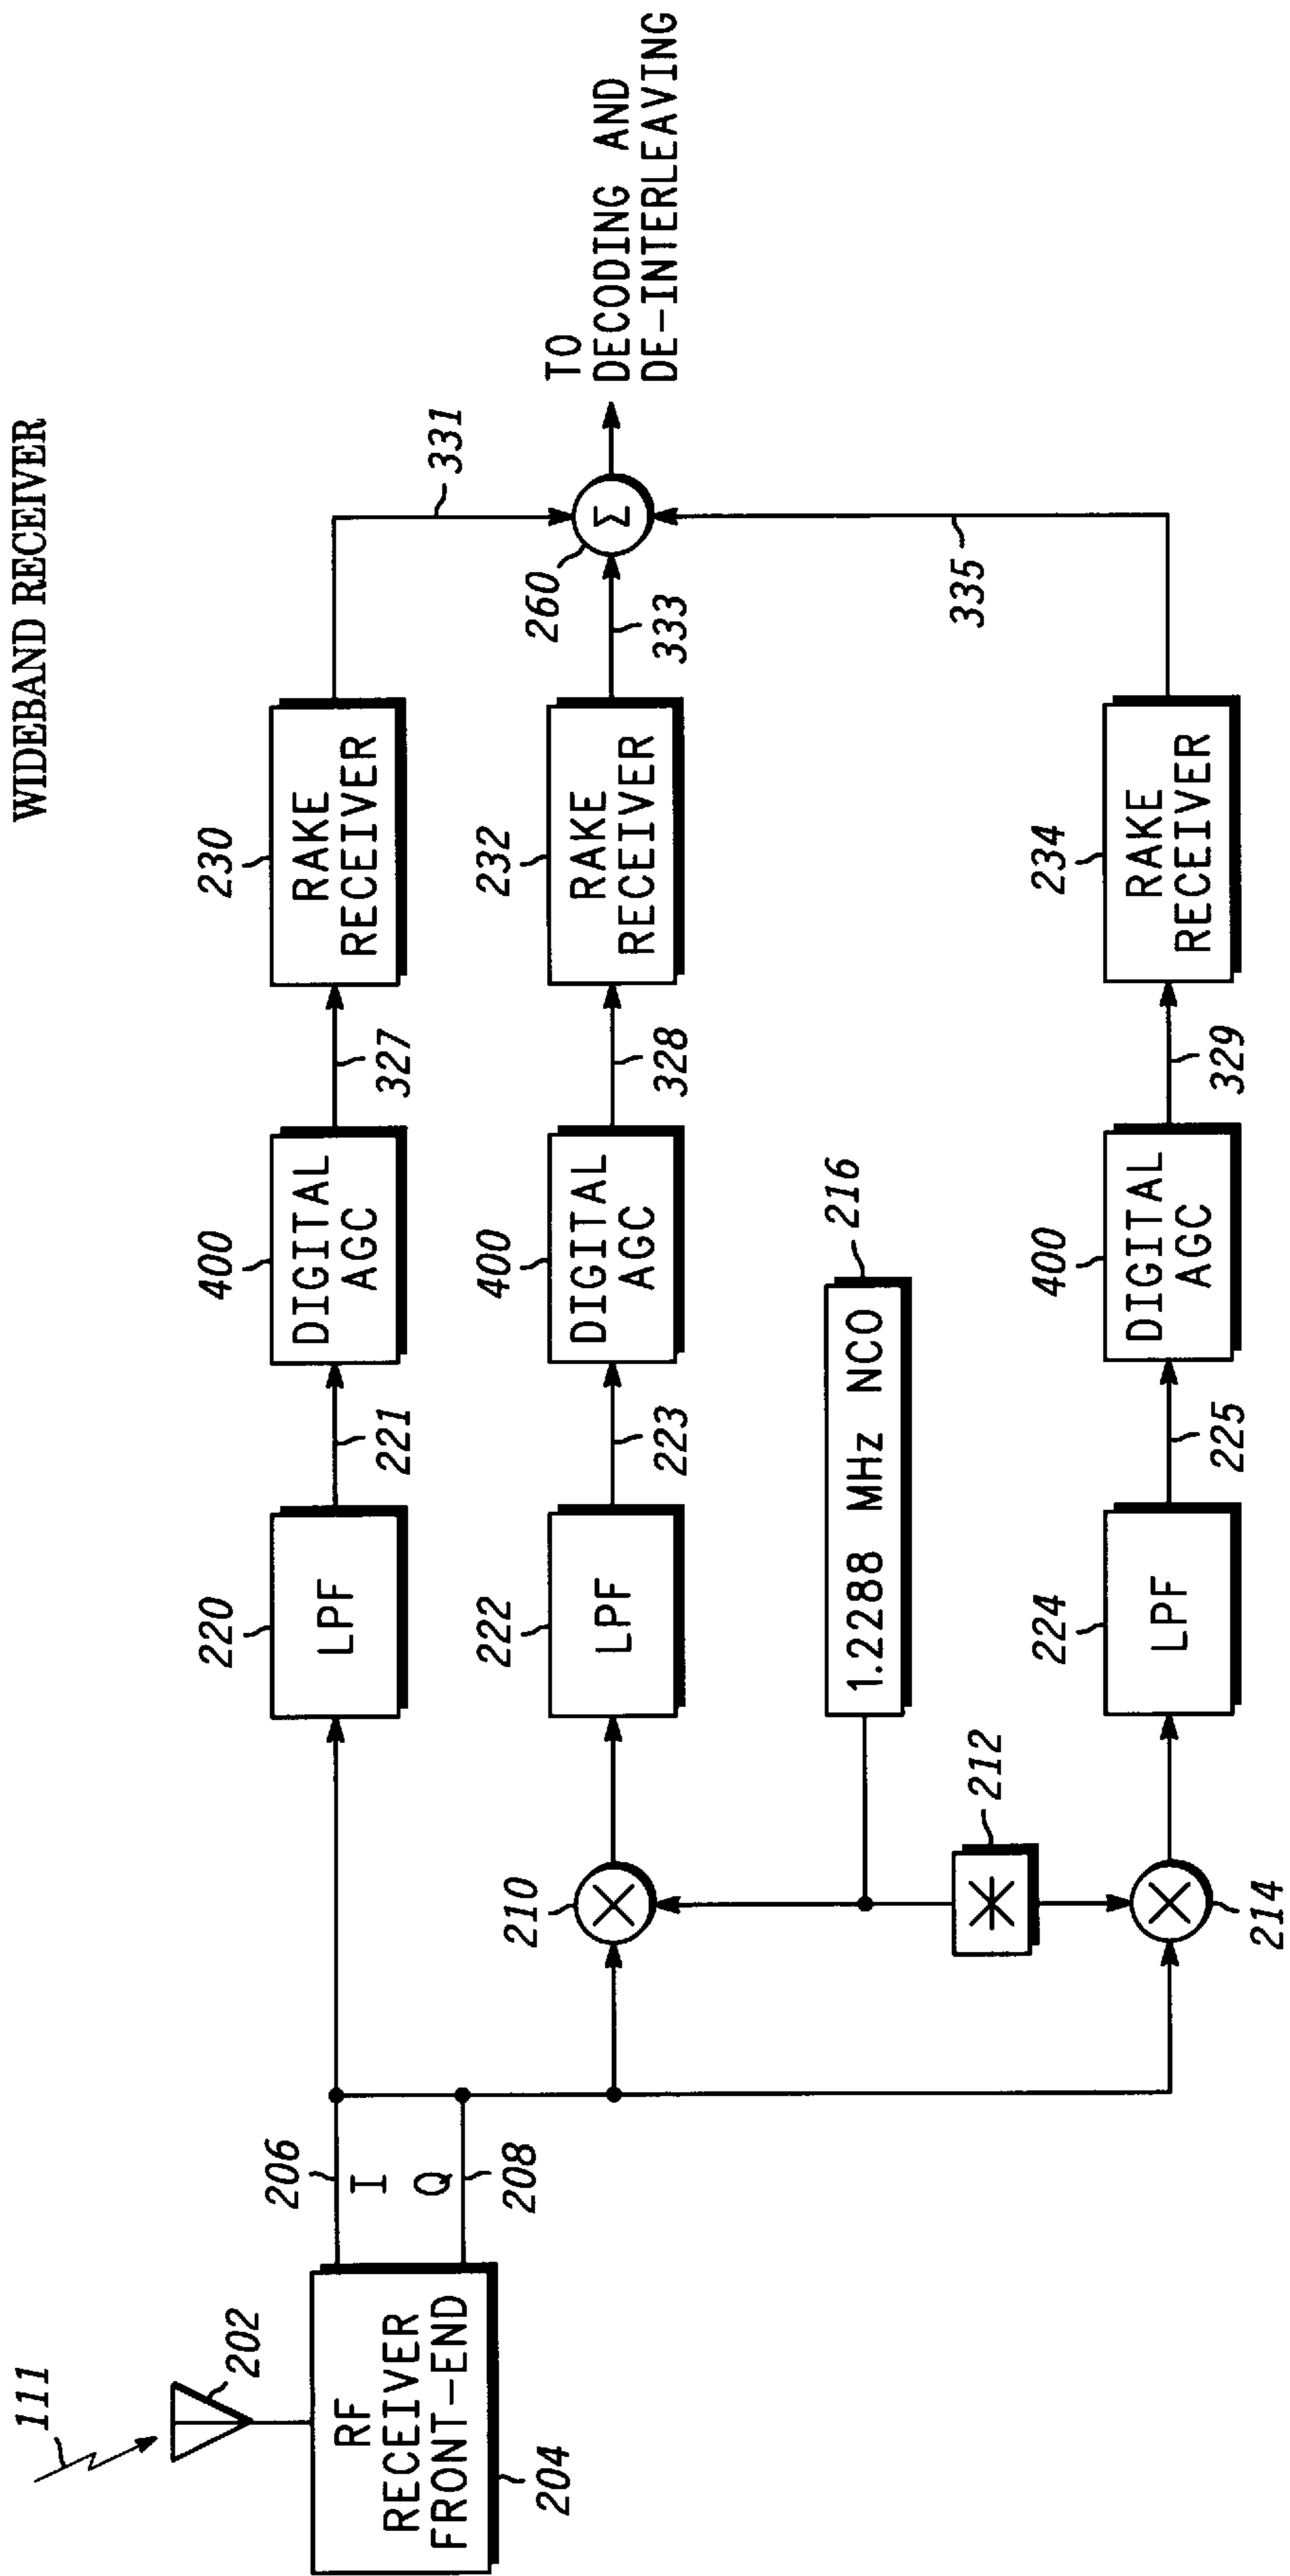 WIDEBAND RECEIVER
111
202
RF
RECEIVER
FRONT-END
204
206
I
Q
208
220
LPF
221
400
DIGITAL
AGC
327
230
RAKE
RECEIVER
331
210
222
LPF
223
400
DIGITAL
AGC
328
232
RAKE
RECEIVER
333
260
Σ
TO
DECODING AND
DE-INTERLEAVING
1.2288 MHz NCO
216
212
214
224
LPF
225
400
DIGITAL
AGC
329
234
RAKE
RECEIVER
335